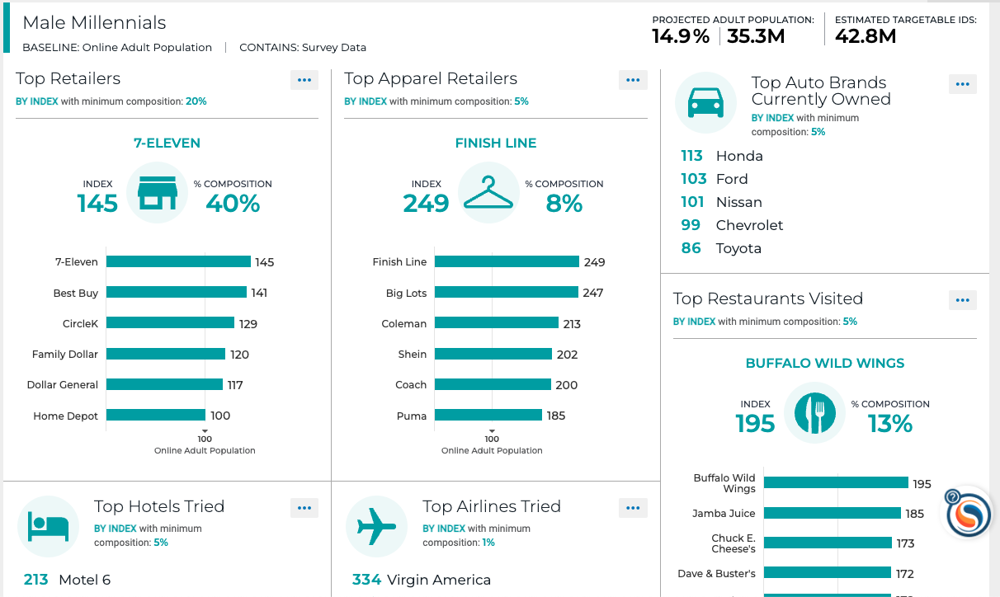 Male Millennials
BASELINE: Online Adult Population | CONTAINS: Survey Data
PROJECTED ADULT POPULATION:
14.9% | 35.3M
ESTIMATED TARGETABLE IDS:
42.8M
Top Retailers
BY INDEX with minimum composition: 20%
7-ELEVEN
INDEX
145
% COMPOSITION
40%
7-Eleven 145
Best Buy 141
CircleK 129
Family Dollar 120
Dollar General 117
Home Depot 100
100
Online Adult Population
Top Apparel Retailers
BY INDEX with minimum composition: 5%
FINISH LINE
INDEX
249
% COMPOSITION
8%
Finish Line 249
Big Lots 247
Coleman 213
Shein 202
Coach 200
Puma 185
100
Online Adult Population
Top Auto Brands
Currently Owned
BY INDEX with minimum
composition: 5%
113 Honda
103 Ford
101 Nissan
99 Chevrolet
86 Toyota
Top Restaurants Visited
BY INDEX with minimum composition: 5%
BUFFALO WILD WINGS
INDEX
195
% COMPOSITION
13%
Buffalo Wild
Wings 195
Jamba Juice 185
Chuck E.
Cheese's 173
Dave & Buster's 172
Top Hotels Tried
BY INDEX with minimum
composition: 5%
213 Motel 6
Top Airlines Tried
BY INDEX with minimum
composition: 1%
334 Virgin America
?